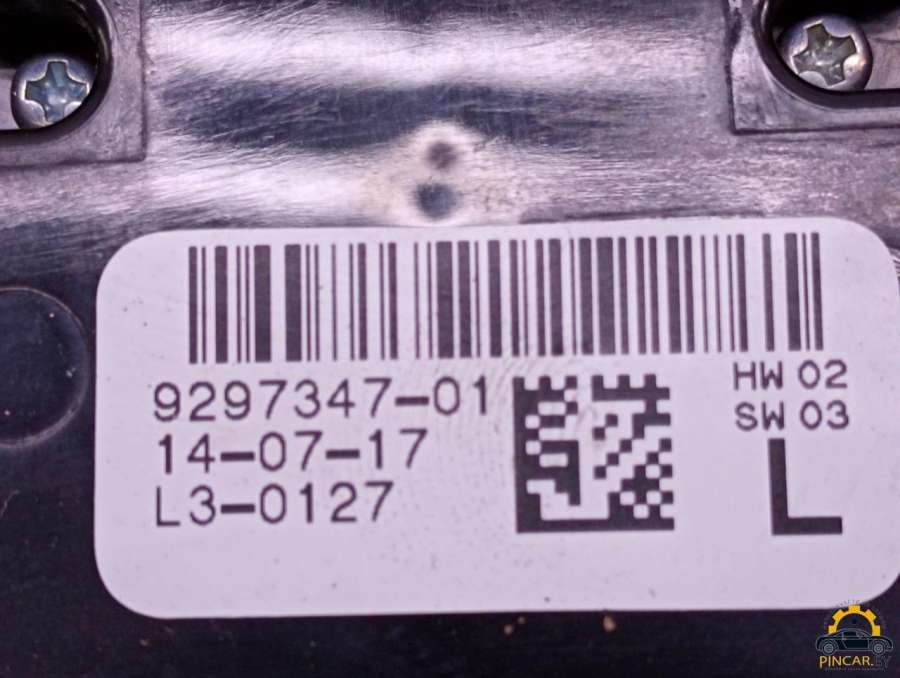 9297347-01
14-07-17
L3-0127
HW 02
SW 03
L
PINCAR.BY